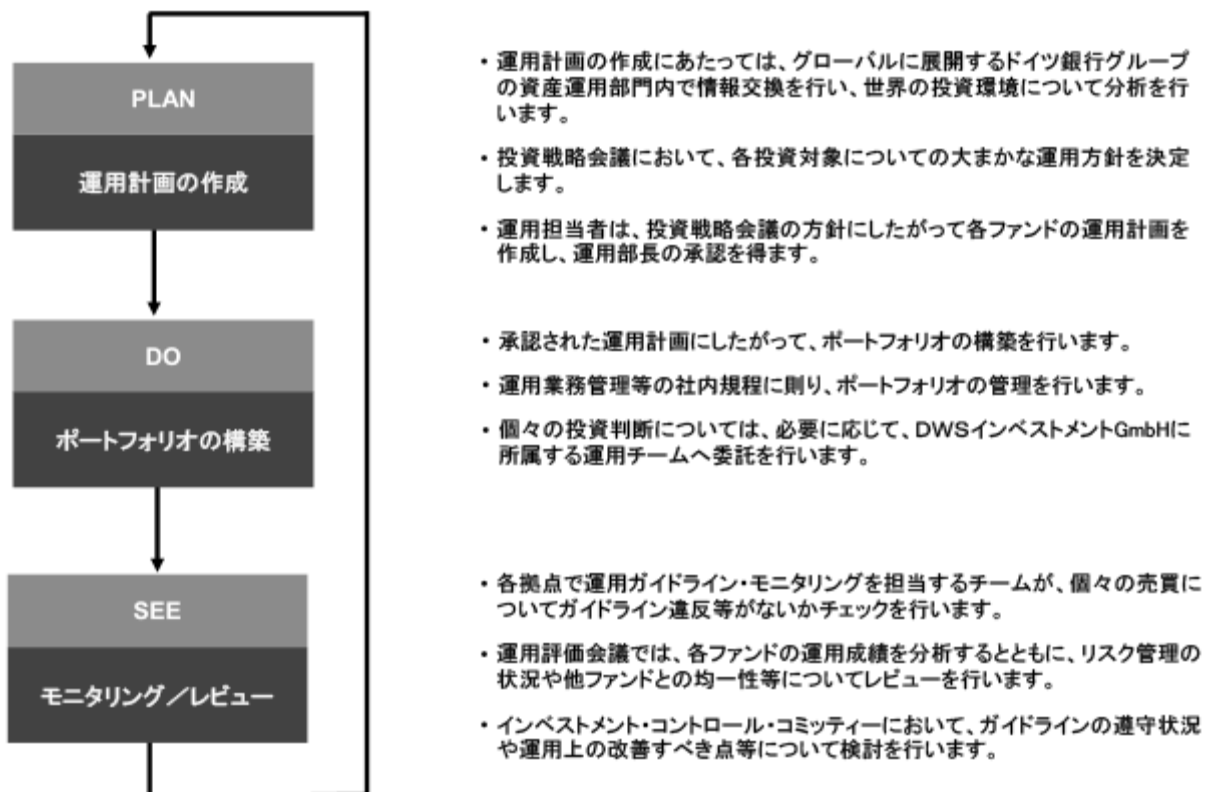 PLAN
運用計画の作成
・運用計画の作成にあたっては、グローバルに展開するドイツ銀行グループ
の資産運用部門内で情報交換を行い、世界の投資環境について分析を行
います。
・投資戦略会議において、各投資対象についての大まかな運用方針を決定
します。
・運用担当者は、投資戦略会議の方針にしたがって各ファンドの運用計画を
作成し、運用部長の承認を得ます。
DO
ポートフォリオの構築
・承認された運用計画にしたがって、ポートフォリオの構築を行います。
・運用業務管理等の社内規程に則り、ポートフォリオの管理を行います。
・個々の投資判断については、必要に応じて、DWSインベストメントGmbHに
所属する運用チームへ委託を行います。
SEE
モニタリング／レビュー
・各拠点で運用ガイドライン・モニタリングを担当するチームが、個々の売買に
ついてガイドライン違反等がないかチェックを行います。
・運用評価会議では、各ファンドの運用成績を分析するとともに、リスク管理の
状況や他ファンドとの均一性等についてレビューを行います。
・インベストメント・コントロール・コミッティーにおいて、ガイドラインの遵守状況
や運用上の改善すべき点等について検討を行います。